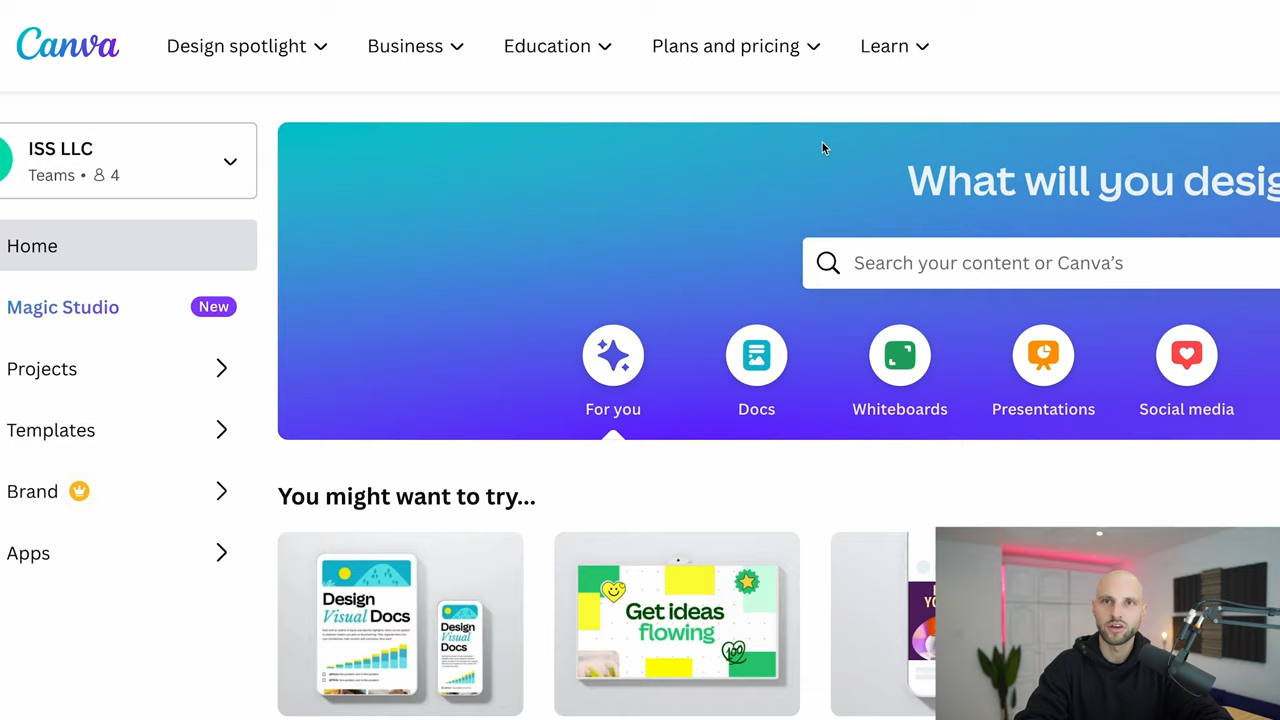 Canva
Design spotlight
Business
Education
Plans and pricing
Learn
ISS LLC
Teams • 4
Home
Magic Studio
New
Projects
Templates
Brand
Apps
What will you desig
Search your content or Canva's
For you
Docs
Whiteboards
Presentations
Social media
You might want to try...
Design
Visual Docs
Design
Visual
Docs
Get ideas
flowing
100